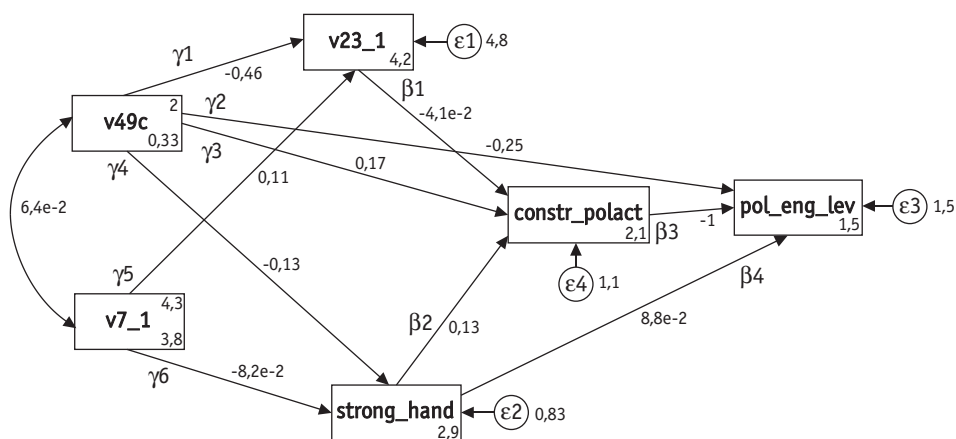 v23_1
4,2
ε1
4,8
γ1
-0,46
β1
-4,1e-2
v49c
2
0,33
γ2
-0,25
γ3
0,17
γ4
-0,13
6,4e-2
0,11
constr_polact
2,1
β3
-1
pol_eng_lev
1,5
ε3
1,5
ε4
1,1
γ5
v7_1
4,3
3,8
γ6
-8,2e-2
β2
0,13
β4
8,8e-2
strong_hand
2,9
ε2
0,83